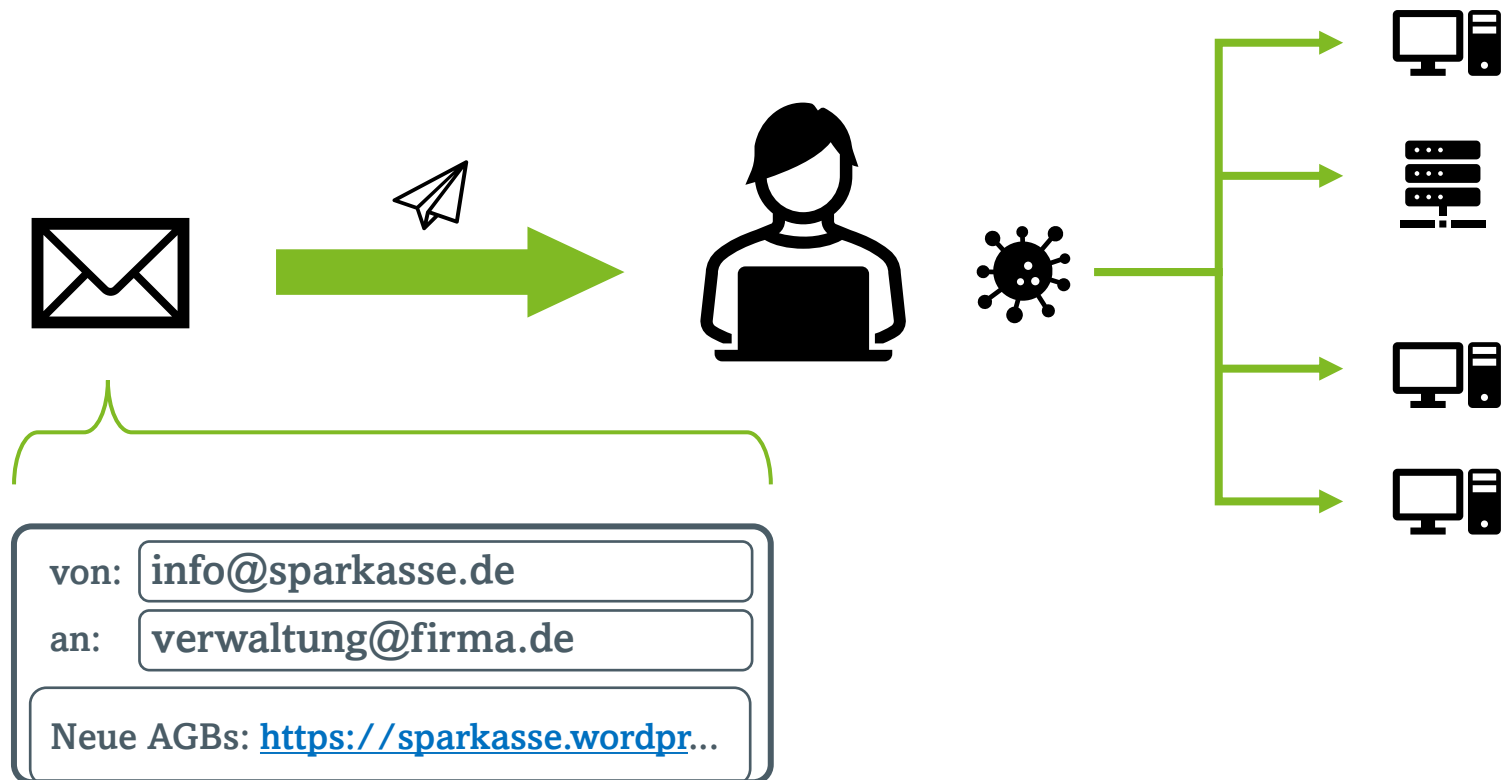 von: info@sparkasse.de
an: verwaltung@firma.de
Neue AGBs: https://sparkasse.wordpr...